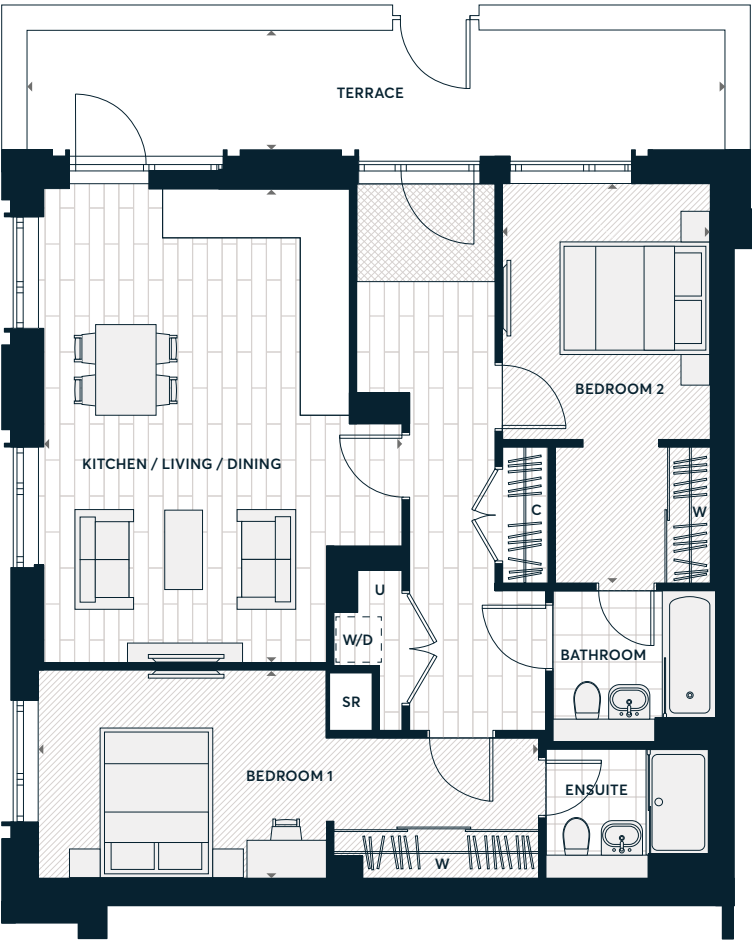 TERRACE
BEDROOM 2
KITCHEN / LIVING / DINING
C
W
U
W/D
BATHROOM
SR
BEDROOM 1
ENSUITE
W